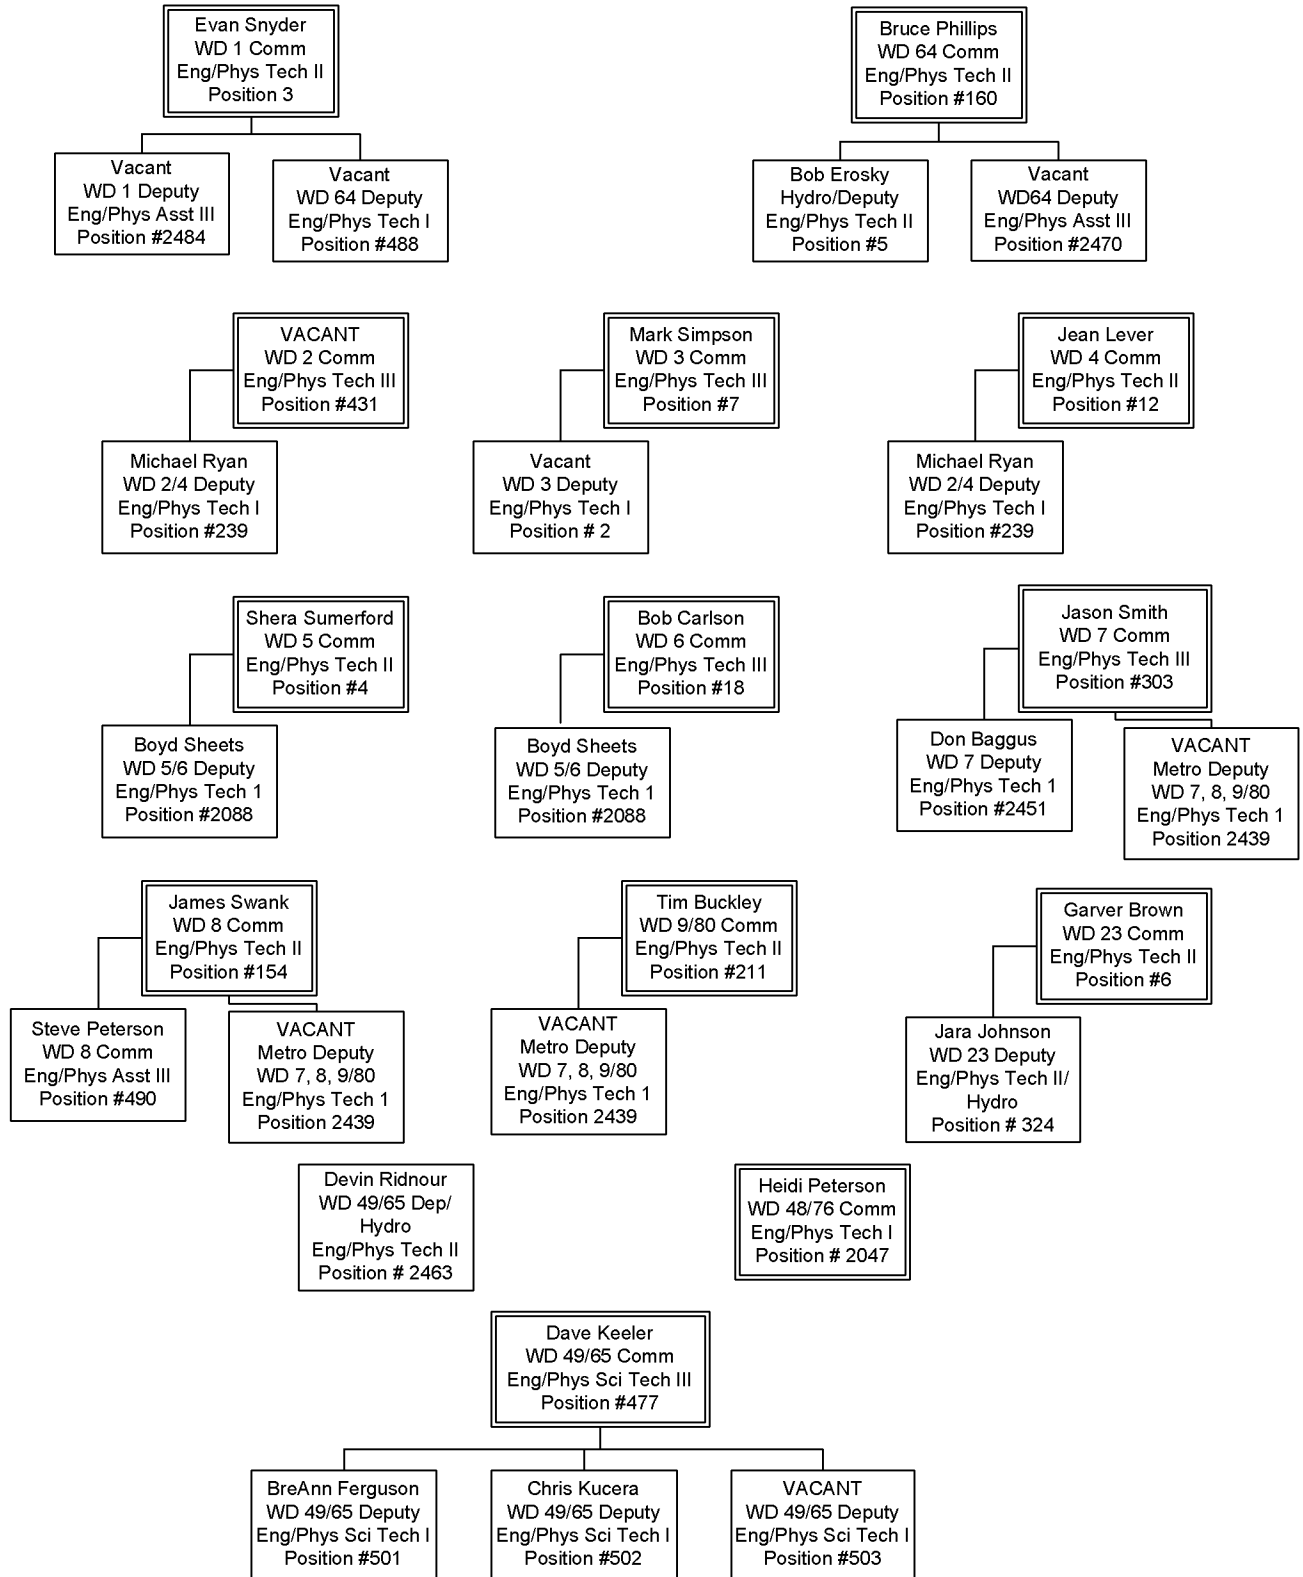 Evan Snyder
WD 1 Comm
Eng/Phys Tech II
Position 3
Bruce Phillips
WD 64 Comm
Eng/Phys Tech II
Position #160
Vacant
WD 1 Deputy
Eng/Phys Asst III
Position #2484
Vacant
WD 64 Deputy
Eng/Phys Tech I
Position #488
Bob Erosky
Hydro/Deputy
Eng/Phys Tech II
Position #5
Vacant
WD64 Deputy
Eng/Phys Asst III
Position #2470
VACANT
WD 2 Comm
Eng/Phys Tech III
Position #431
Mark Simpson
WD 3 Comm
Eng/Phys Tech III
Position #7
Jean Lever
WD 4 Comm
Eng/Phys Tech II
Position #12
Michael Ryan
WD 2/4 Deputy
Eng/Phys Tech I
Position #239
Vacant
WD 3 Deputy
Eng/Phys Tech I
Position # 2
Michael Ryan
WD 2/4 Deputy
Eng/Phys Tech I
Position #239
Shera Sumerford
WD 5 Comm
Eng/Phys Tech II
Position #4
Bob Carlson
WD 6 Comm
Eng/Phys Tech III
Position #18
Jason Smith
WD 7 Comm
Eng/Phys Tech III
Position #303
Boyd Sheets
WD 5/6 Deputy
Eng/Phys Tech 1
Position #2088
Boyd Sheets
WD 5/6 Deputy
Eng/Phys Tech 1
Position #2088
Don Baggus
WD 7 Deputy
Eng/Phys Tech 1
Position #2451
VACANT
Metro Deputy
WD 7, 8, 9/80
Eng/Phys Tech 1
Position 2439
James Swank
WD 8 Comm
Eng/Phys Tech II
Position #154
Tim Buckley
WD 9/80 Comm
Eng/Phys Tech II
Position #211
Garver Brown
WD 23 Comm
Eng/Phys Tech II
Position #6
Steve Peterson
WD 8 Comm
Eng/Phys Asst III
Position #490
VACANT
Metro Deputy
WD 7, 8, 9/80
Eng/Phys Tech 1
Position 2439
VACANT
Metro Deputy
WD 7, 8, 9/80
Eng/Phys Tech 1
Position 2439
Jara Johnson
WD 23 Deputy
Eng/Phys Tech II/
Hydro
Position # 324
Devin Ridnour
WD 49/65 Dep/
Hydro
Eng/Phys Tech II
Position # 2463
Heidi Peterson
WD 48/76 Comm
Eng/Phys Tech I
Position # 2047
Dave Keeler
WD 49/65 Comm
Eng/Phys Sci Tech III
Position #477
BreAnn Ferguson
WD 49/65 Deputy
Eng/Phys Sci Tech I
Position #501
Chris Kucera
WD 49/65 Deputy
Eng/Phys Sci Tech I
Position #502
VACANT
WD 49/65 Deputy
Eng/Phys Sci Tech I
Position #503